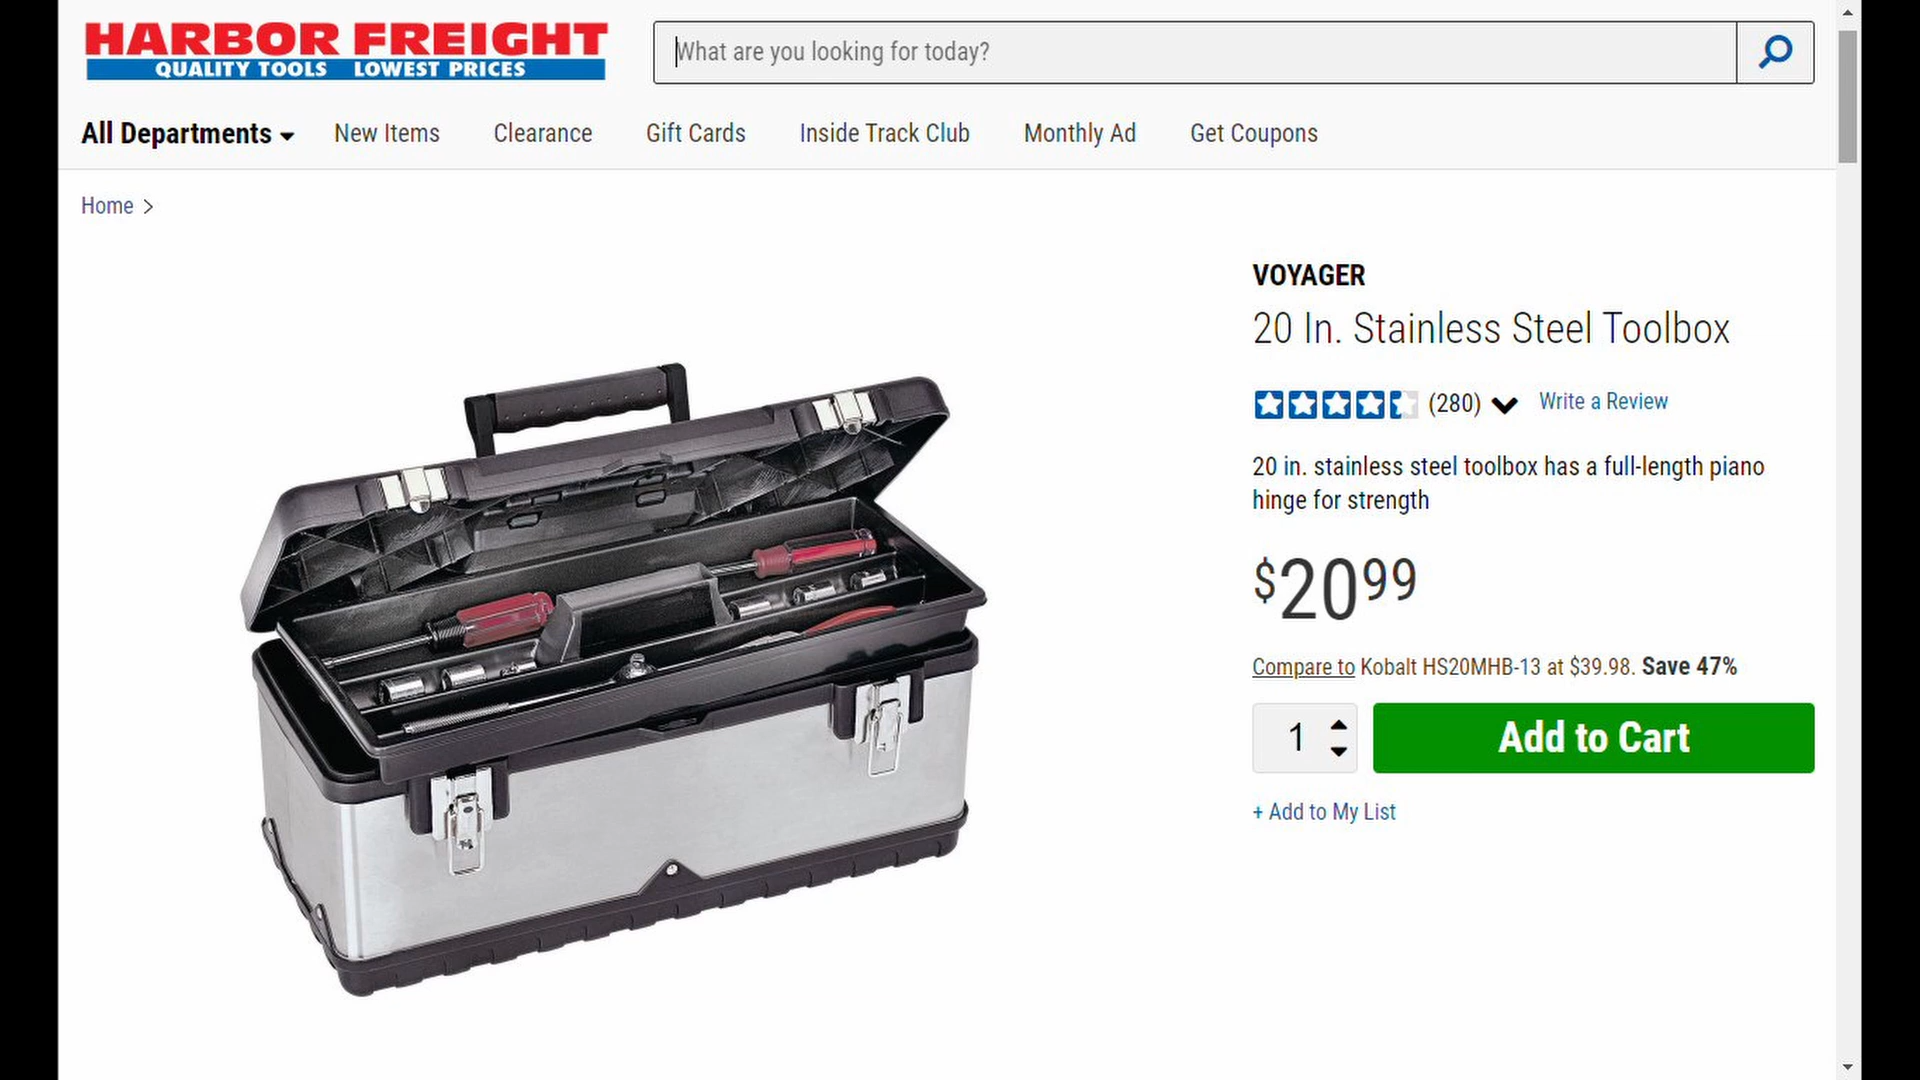 HARBOR FREIGHT
QUALITY TOOLS LOWEST PRICES
What are you looking for today?
All Departments
New Items
Clearance
Gift Cards
Inside Track Club
Monthly Ad
Get Coupons
Home >
VOYAGER
20 In. Stainless Steel Toolbox
(280)
Write a Review
20 in. stainless steel toolbox has a full-length piano
hinge for strength
$2099
Compare to Kobalt HS20MHB-13 at $39.98. Save 47%
1
Add to Cart
+ Add to My List